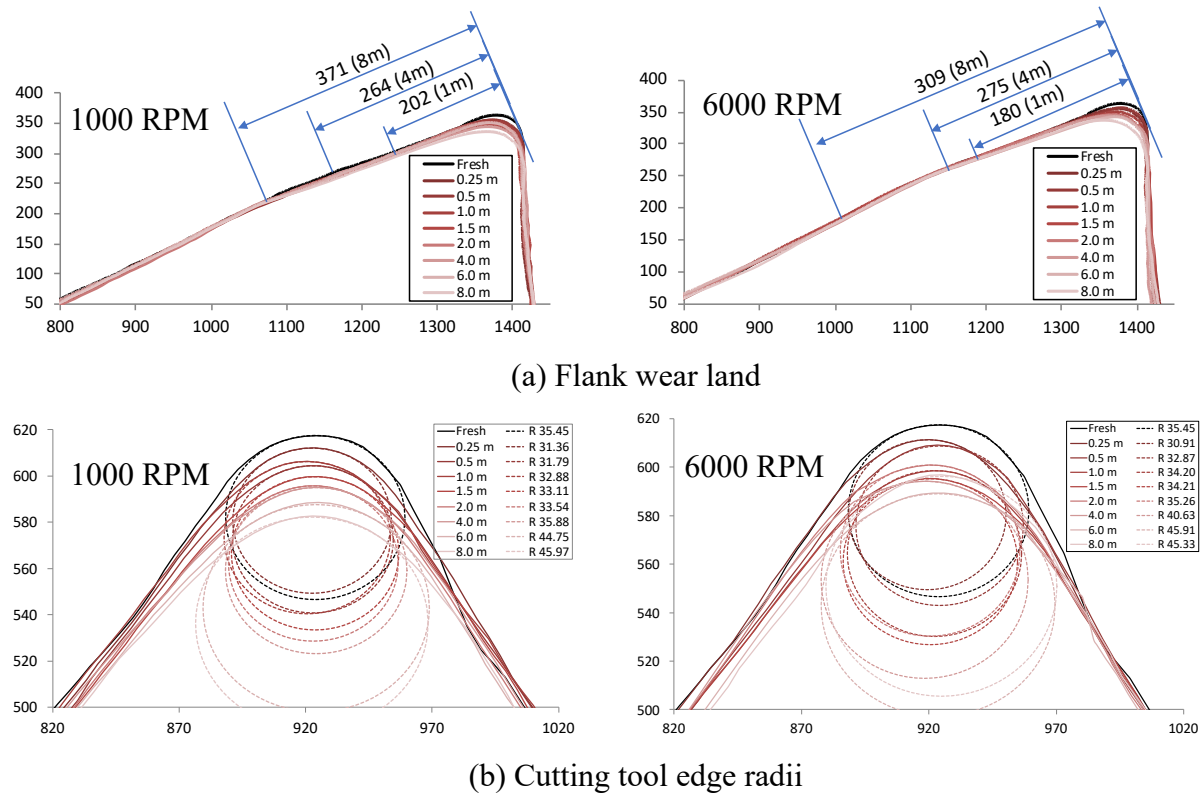 371 (8m)
264 (4m)
202 (1m)
1000 RPM
400
350
300
250
200
150
100
50
800
900
1000
1100
1200
1300
1400
Fresh
0.25 m
0.5 m
1.0 m
1.5 m
2.0 m
4.0 m
6.0 m
8.0 m
309 (8m)
275 (4m)
180 (1m)
6000 RPM
400
350
300
250
200
150
100
50
800
900
1000
1100
1200
1300
1400
Fresh
0.25 m
0.5 m
1.0 m
1.5 m
2.0 m
4.0 m
6.0 m
8.0 m
(a) Flank wear land
1000 RPM
620
600
580
560
540
520
500
820
870
920
970
1020
Fresh R 35.45
0.25 m R 31.36
0.5 m R 31.79
1.0 m R 32.88
1.5 m R 33.11
2.0 m R 33.54
4.0 m R 35.88
6.0 m R 44.75
8.0 m R 45.97
6000 RPM
620
600
580
560
540
520
500
820
870
920
970
1020
Fresh R 35.45
0.25 m R 30.91
0.5 m R 32.87
1.0 m R 34.20
1.5 m R 34.21
2.0 m R 35.26
4.0 m R 40.63
6.0 m R 45.91
8.0 m R 45.33
(b) Cutting tool edge radii